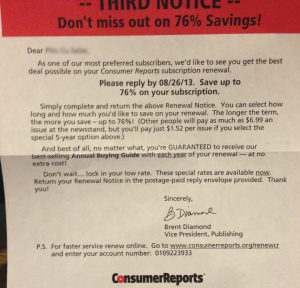 -- THIRD NOTICE --
Don't miss out on 76% Savings!
Dear
As one of our most preferred subscribers, we'd like to see you get the best
deal possible on your Consumer Reports subscription renewal.
Please reply by 08/26/13. Save up to
76% on your subscription.
Simply complete and return the above Renewal Notice. You can select how
long and how much you'd like to save on your renewal. The longer the term,
the more you save – up to 76%! (Other people will pay as much as $6.99 an
issue at the newsstand, but you'll pay just $1.52 per issue if you select the
special 5-year option above.)
And best of all, no matter what, you're GUARANTEED to receive our
best-selling Annual Buying Guide with each year of your renewal — at no
extra cost!
Don't wait... lock in your low rate. These special rates are available now.
Return your Renewal Notice in the postage-paid reply envelope provided. Thank
you!
Sincerely,
B Diamond
Brent Diamond
Vice President, Publishing
P.S. For faster service renew online. Go to www.consumerreports.org/renewcr
and enter your account number: 0109223933
ConsumerReports